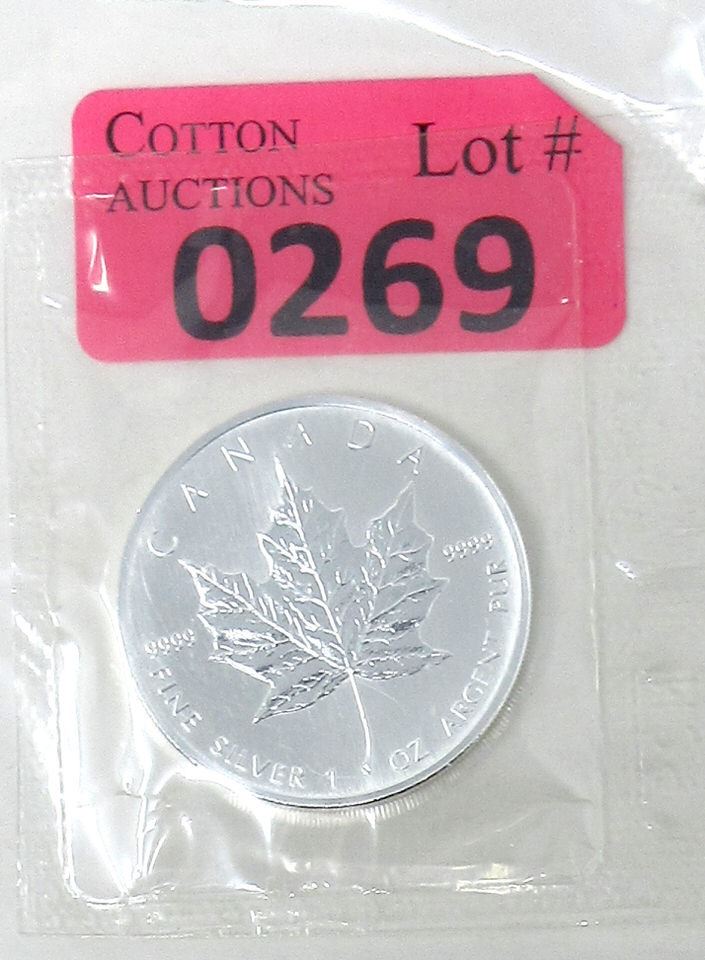 COTTON
AUCTIONS
Lot #
0269
CANADA
9999
9999
FINE SILVER 1 OZ ARGENT PUR